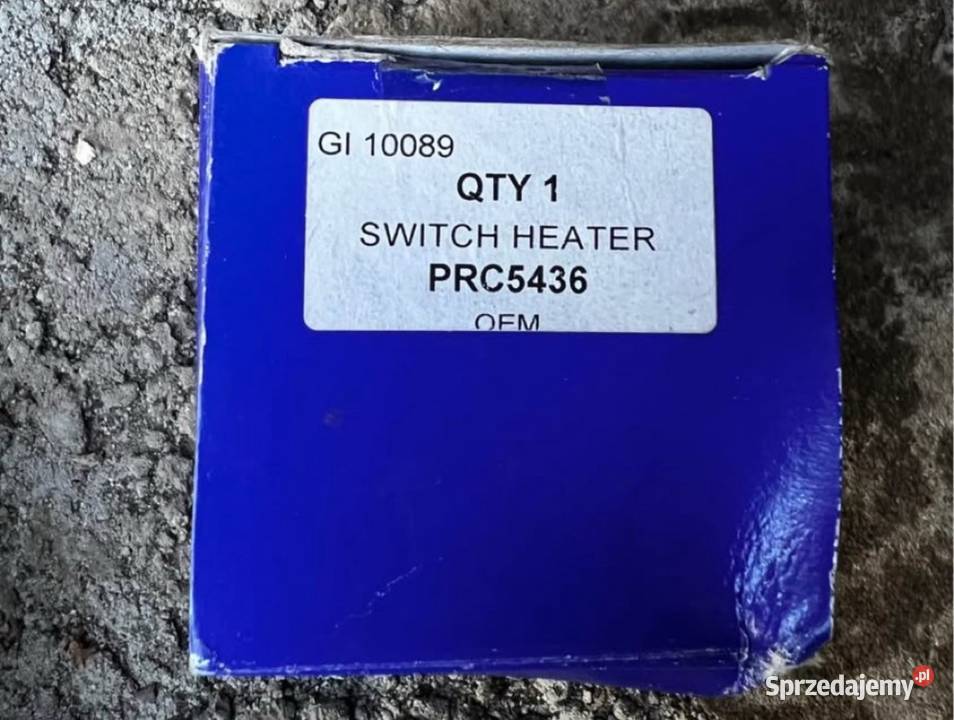 GI 10089
QTY 1
SWITCH HEATER
PRC5436
OEM
Sprzedajemy.pl